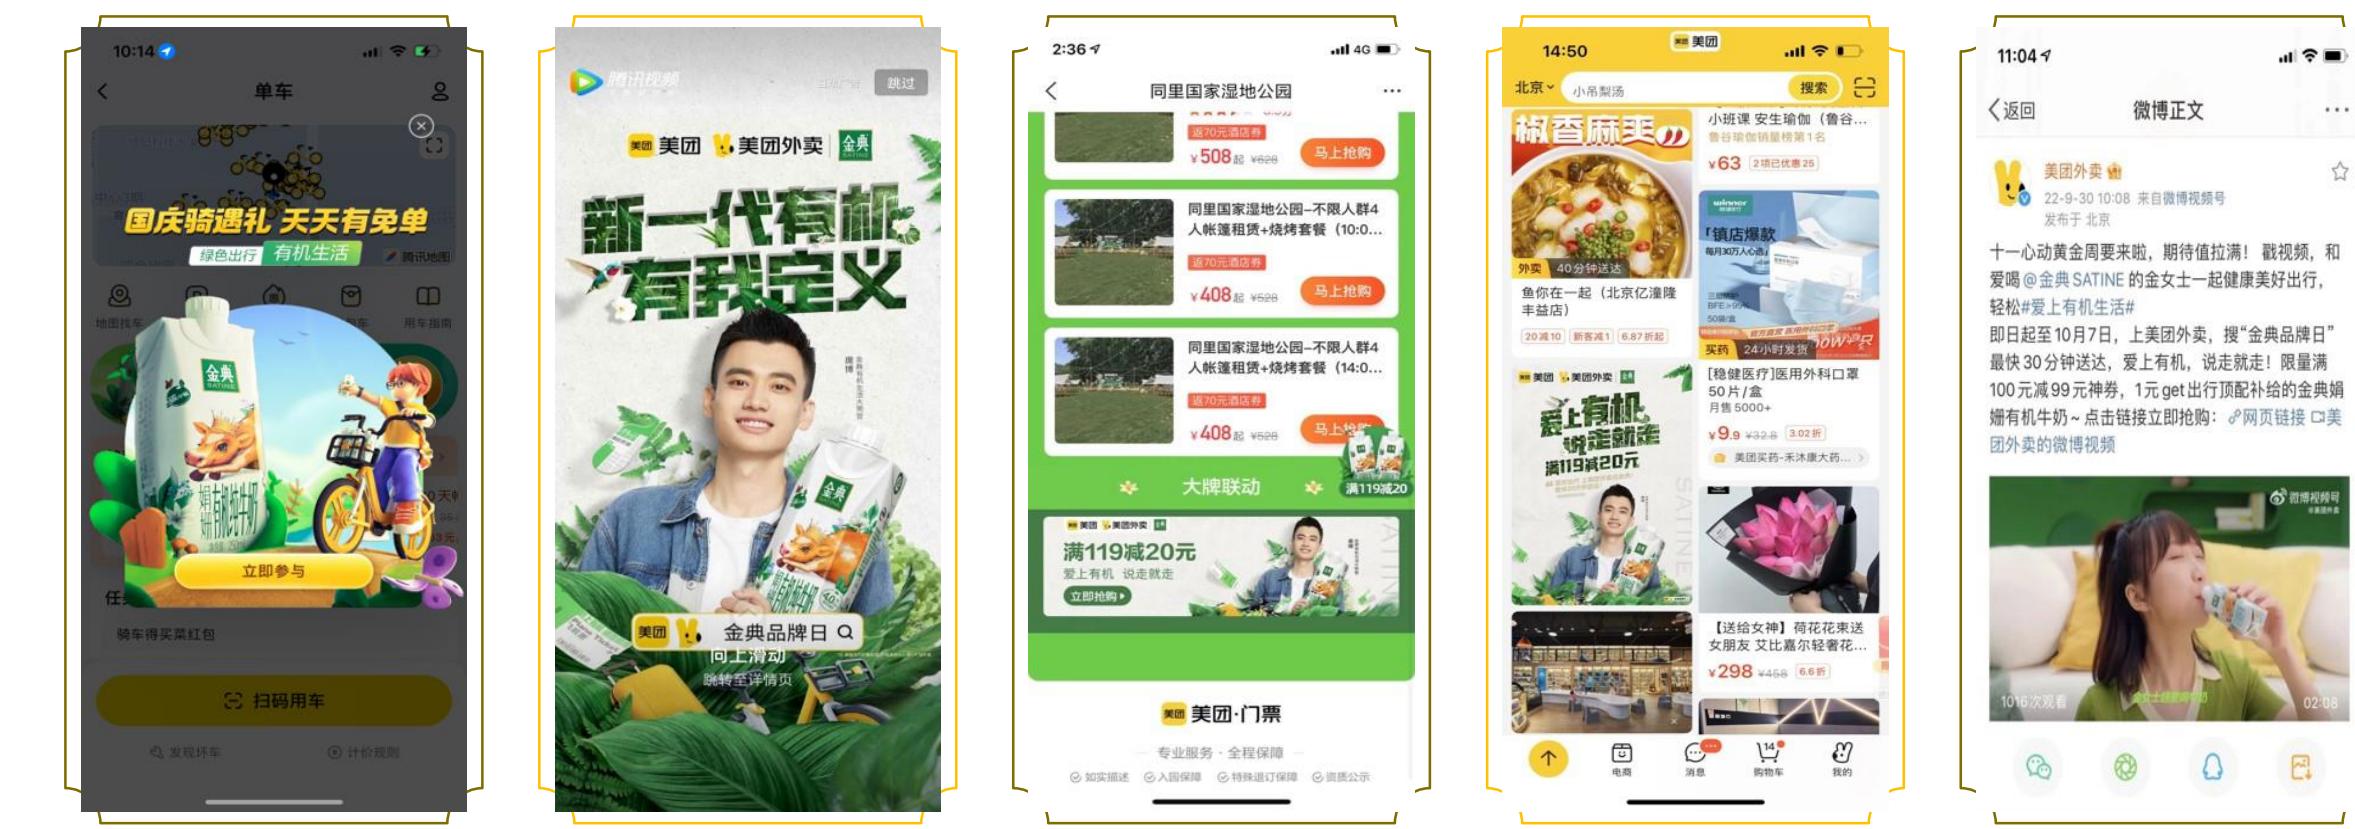 10:14
单车
国庆骑遇礼 天天有免单
绿色出行 有机生活
腾讯地图
地图找车
用车指南
金典
SATINE
立即参与
骑车得买菜红包
扫码用车
发现坏车
计价规则
腾讯视频
跳过
美团 美团 美团外卖 金典
SATINE
新一代有机
有我定义
金典
美团 金典品牌日
向上滑动
跳转至详情页
2:36
4G
同里国家湿地公园
返70元酒店券
¥508起 ¥628
马上抢购
同里国家湿地公园–不限人群4
人帐篷租赁+烧烤套餐（10:0...
返70元酒店券
¥408起 ¥528
马上抢购
同里国家湿地公园–不限人群4
人帐篷租赁+烧烤套餐（14:0...
返70元酒店券
¥408起 ¥528
马上抢购
满119减20
大牌联动
美团 美团外卖
满119减20元
爱上有机 说走就走
立即抢购
美团 美团·门票
专业服务 · 全程保障
如实描述 入园保障 特殊退订保障 资质公示
14:50
美团 美团
北京
小吊梨汤
搜索
椒香麻爽
外卖 40分钟送达
鱼你在一起（北京亿潼隆
丰益店）
20减10 新客减1 6.87折起
美团 美团外卖
爱上有机
说走就走
满119减20元
SATINE
小班课 安生瑜伽（鲁谷...
鲁谷瑜伽销量榜第1名
¥63 2项已优惠25
winner
「镇店爆款
每月30万人心选」
买药 24小时发货
[稳健医疗]医用外科口罩
50片/盒
月售5000+
¥9.9 ¥32.8 3.02折
美团买药-禾沐康大药...
【送给女神】荷花花束送
女朋友 艾比嘉尔轻奢花...
¥298 ¥458 6.6折
电商
消息
14
购物车
我的
11:04
返回
微博正文
美团外卖
22-9-30 10:08 来自微博视频号
发布于 北京
十一心动黄金周要来啦，期待值拉满！戳视频，和
爱喝@金典SATINE 的金女士一起健康美好出行，
轻松#爱上有机生活#
即日起至10月7日，上美团外卖，搜“金典品牌日”
最快30分钟送达，爱上有机，说走就走！限量满
100元减99元神券，1元get出行顶配补给的金典娟
姗有机牛奶~ 点击链接立即抢购：网页链接 美
团外卖的微博视频
微博视频号
@美团外卖
1016次观看
02:08